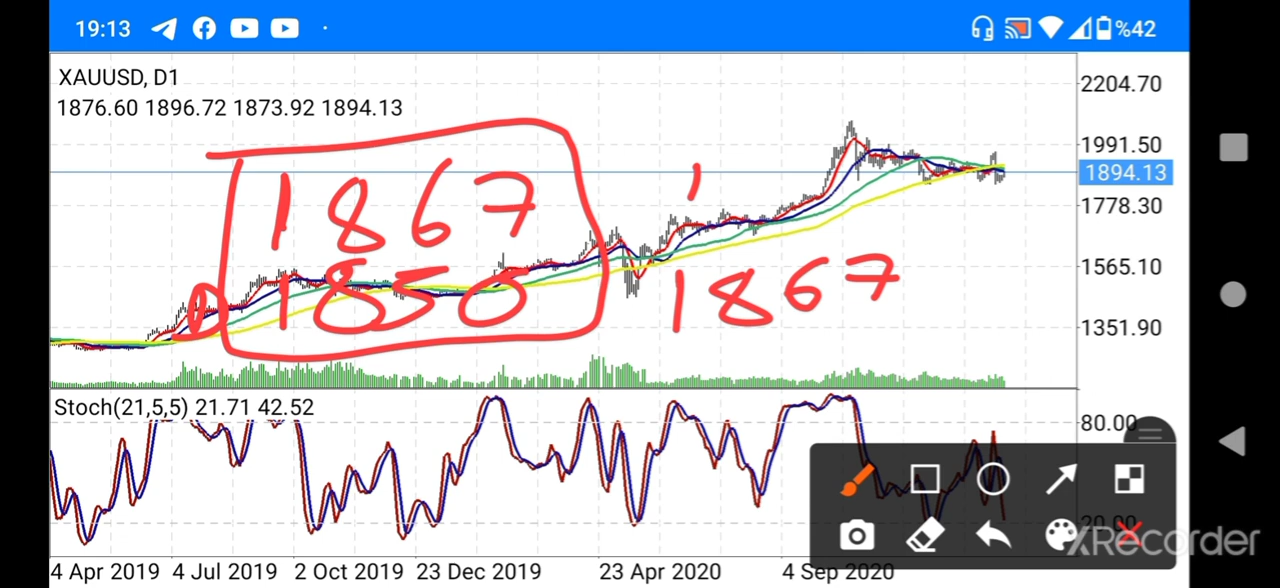 19:13 %42
XAUUSD, D1
1876.60 1896.72 1873.92 1894.13
2204.70
1991.50
1894.13
1778.30
1565.10
1351.90
1867
1850
1867
Stoch(21,5,5) 21.71 42.52
80.00
20.00
4 Apr 2019 4 Jul 2019 2 Oct 2019 23 Dec 2019 23 Apr 2020 4 Sep 2020
XRecorder